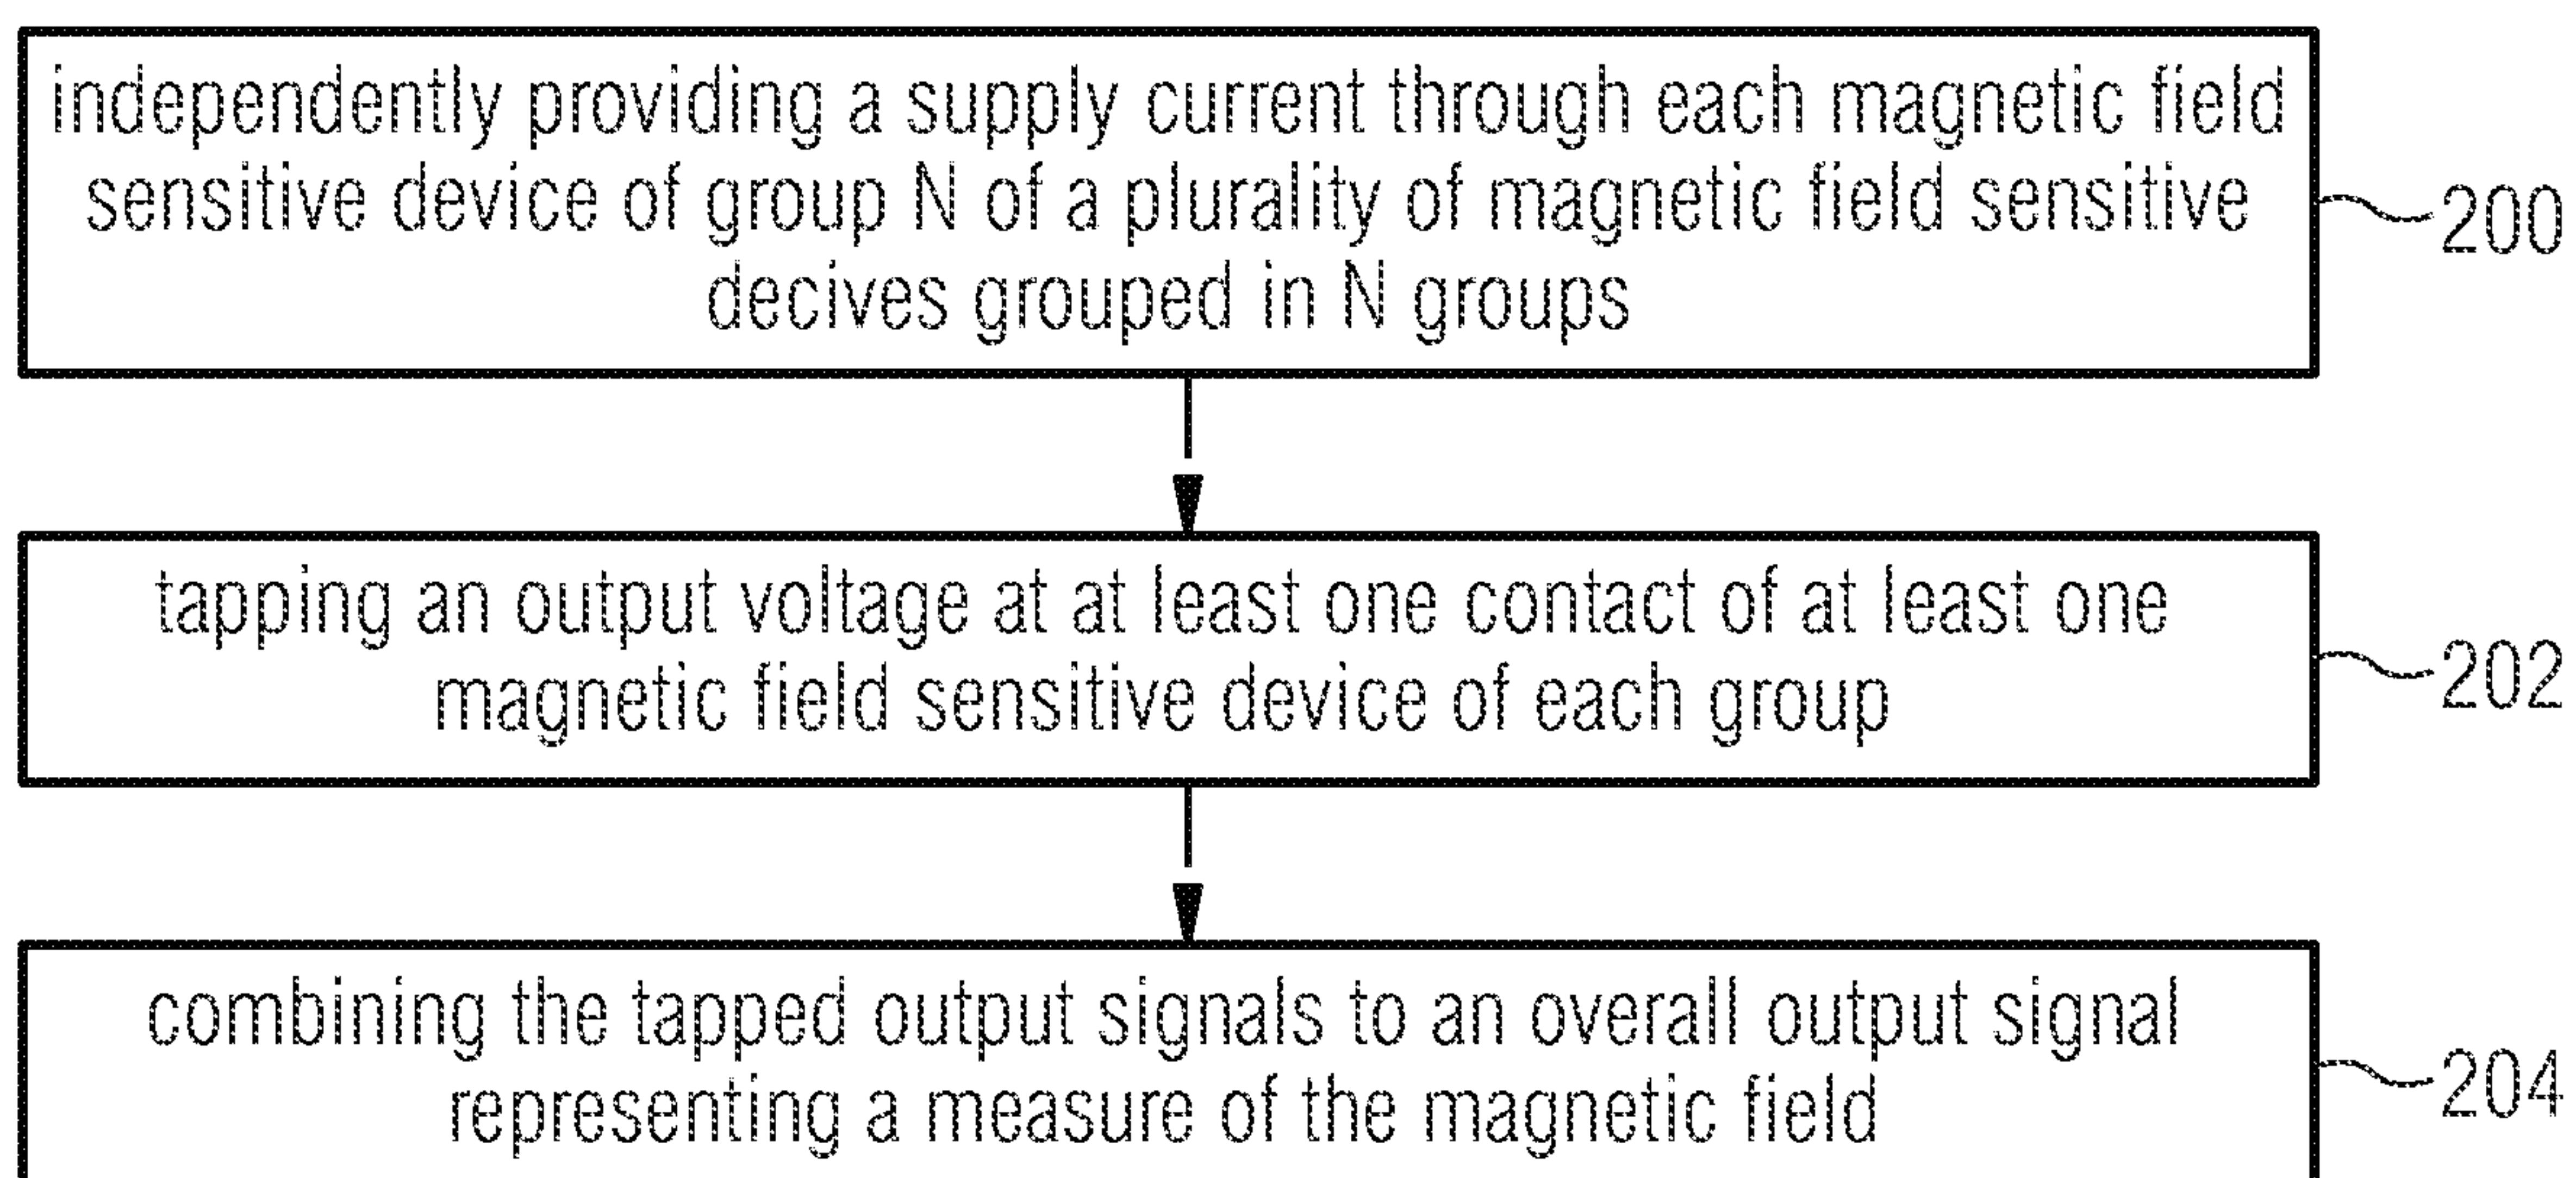 independently providing a supply current through each magnetic field
sensitive device of group N of a plurality of magnetic field sensitive
decives grouped in N groups
200
tapping an output voltage at at least one contact of at least one
magnetic field sensitive device of each group
202
combining the tapped output signals to an overall output signal
representing a measure of the magnetic field
204